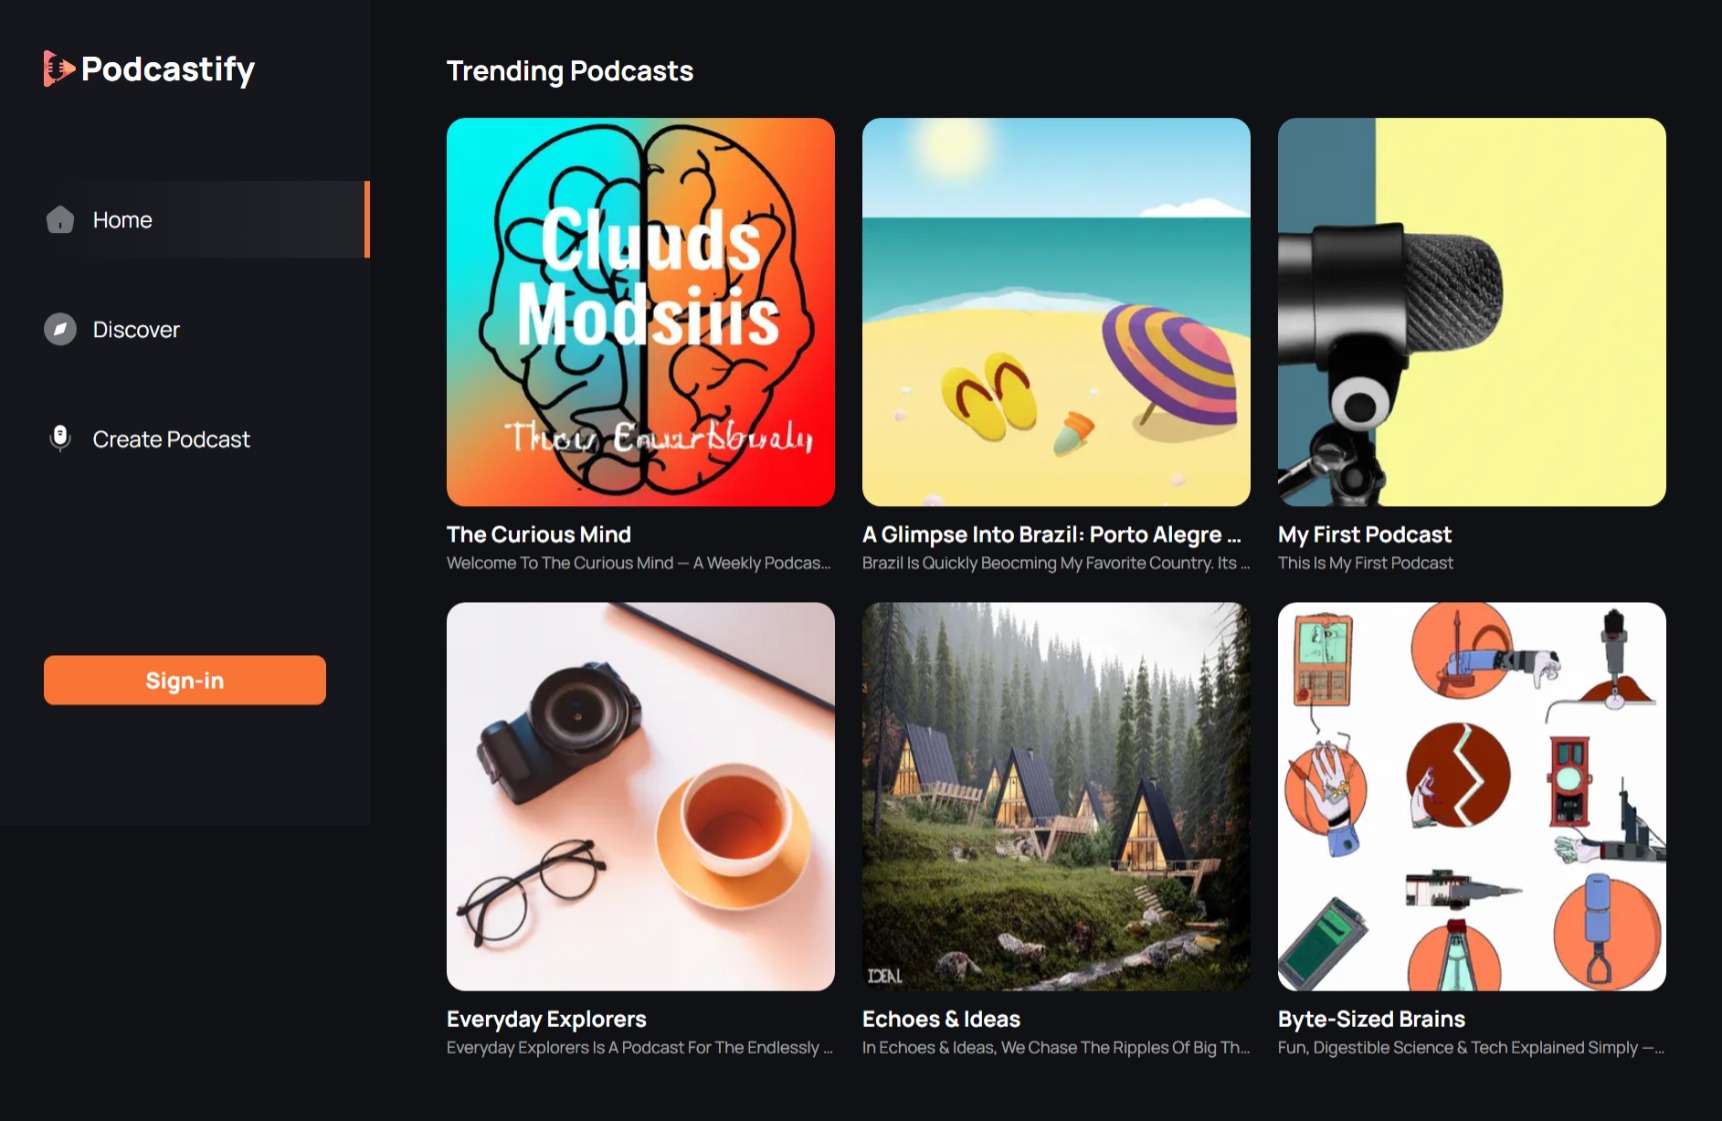 Podcastify
Home
Discover
Create Podcast
Sign-in
Trending Podcasts
Cluuds
Modsiiis
The Curious Mind
Welcome To The Curious Mind — A Weekly Podcas...
A Glimpse Into Brazil: Porto Alegre ...
Brazil Is Quickly Beocming My Favorite Country. Its ...
My First Podcast
This Is My First Podcast
IDEAL
Everyday Explorers
Everyday Explorers Is A Podcast For The Endlessly ...
Echoes & Ideas
In Echoes & Ideas, We Chase The Ripples Of Big Th...
Byte-Sized Brains
Fun, Digestible Science & Tech Explained Simply —...